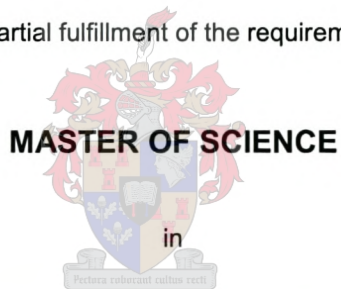 artial fulfillment of the requirem
MASTER OF SCIENCE
in
Pectora roborant cultus recti